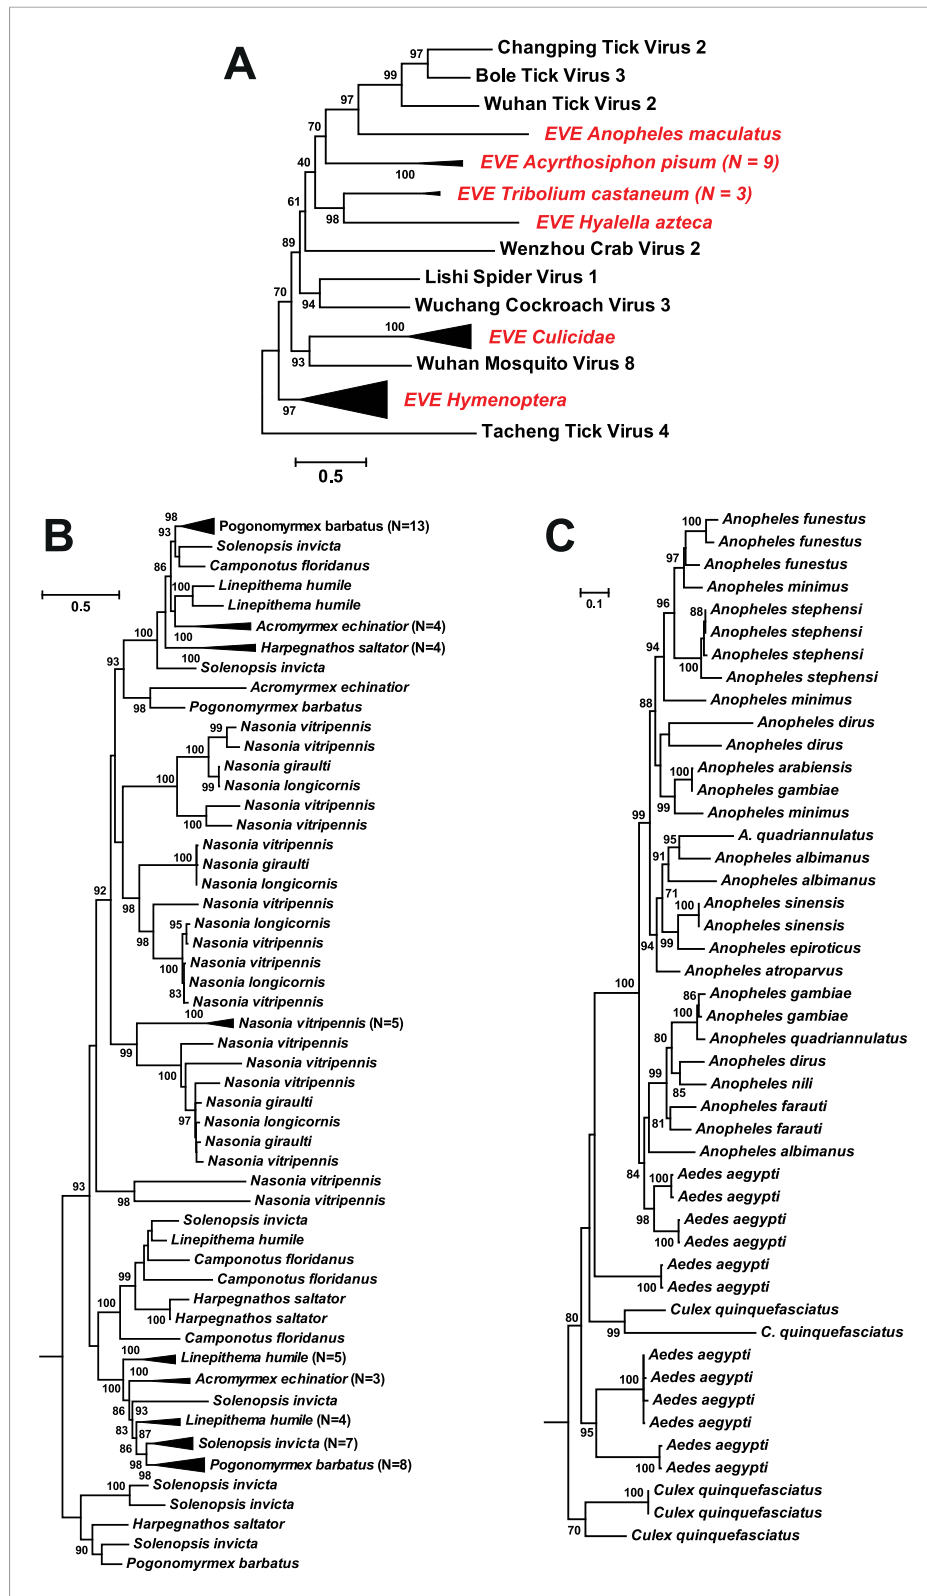 A
97
Changping Tick Virus 2
99
Bole Tick Virus 3
97
Wuhan Tick Virus 2
70
EVE Anopheles maculatus
40
EVE Acyrthosiphon pisum (N = 9)
100
61
EVE Tribolium castaneum (N = 3)
98
EVE Hyalella azteca
89
Wenzhou Crab Virus 2
70
Lishi Spider Virus 1
94
Wuchang Cockroach Virus 3
100
EVE Culicidae
93
Wuhan Mosquito Virus 8
97
EVE Hymenoptera
Tacheng Tick Virus 4
0.5
B
0.5
98
Pogonomyrmex barbatus (N=13)
93
Solenopsis invicta
86
Camponotus floridanus
100
Linepithema humile
Linepithema humile
100
Acromyrmex echinatior (N=4)
100
Harpegnathos saltator (N=4)
100
93
Solenopsis invicta
Acromyrmex echinatior
98
Pogonomyrmex barbatus
99
Nasonia vitripennis
100
Nasonia vitripennis
Nasonia giraulti
100
99
Nasonia longicornis
Nasonia vitripennis
100
Nasonia vitripennis
Nasonia vitripennis
100
Nasonia giraulti
Nasonia longicornis
92
98
Nasonia vitripennis
95
Nasonia longicornis
98
Nasonia vitripennis
100
Nasonia vitripennis
Nasonia longicornis
83
Nasonia vitripennis
100
Nasonia vitripennis (N=5)
99
Nasonia vitripennis
Nasonia vitripennis
100
Nasonia vitripennis
Nasonia giraulti
97
Nasonia longicornis
Nasonia giraulti
Nasonia vitripennis
93
Nasonia vitripennis
98
Nasonia vitripennis
Solenopsis invicta
Linepithema humile
Camponotus floridanus
99
Camponotus floridanus
100
Harpegnathos saltator
100
Harpegnathos saltator
Camponotus floridanus
100
Linepithema humile (N=5)
100
100
Acromyrmex echinatior (N=3)
86
93
Solenopsis invicta
83
Linepithema humile (N=4)
87
86
Solenopsis invicta (N=7)
98
Pogonomyrmex barbatus (N=8)
98
100
Solenopsis invicta
Solenopsis invicta
Harpegnathos saltator
90
Solenopsis invicta
Pogonomyrmex barbatus
C
0.1
100
Anopheles funestus
Anopheles funestus
97
Anopheles funestus
Anopheles minimus
96
88
Anopheles stephensi
Anopheles stephensi
94
100
Anopheles stephensi
Anopheles stephensi
88
Anopheles minimus
Anopheles dirus
Anopheles dirus
100
Anopheles arabiensis
Anopheles gambiae
99
99
Anopheles minimus
95
A. quadriannulatus
91
Anopheles albimanus
Anopheles albimanus
71
100
Anopheles sinensis
Anopheles sinensis
94
99
Anopheles epiroticus
Anopheles atroparvus
100
86
Anopheles gambiae
100
Anopheles gambiae
80
Anopheles quadriannulatus
99
Anopheles dirus
85
Anopheles nili
Anopheles farauti
81
Anopheles farauti
Anopheles albimanus
84
Aedes aegypti
100
Aedes aegypti
98
Aedes aegypti
100
Aedes aegypti
Aedes aegypti
100
Aedes aegypti
80
Culex quinquefasciatus
99
C. quinquefasciatus
Aedes aegypti
100
Aedes aegypti
Aedes aegypti
95
Aedes aegypti
Aedes aegypti
100
Aedes aegypti
100
Culex quinquefasciatus
Culex quinquefasciatus
70
Culex quinquefasciatus